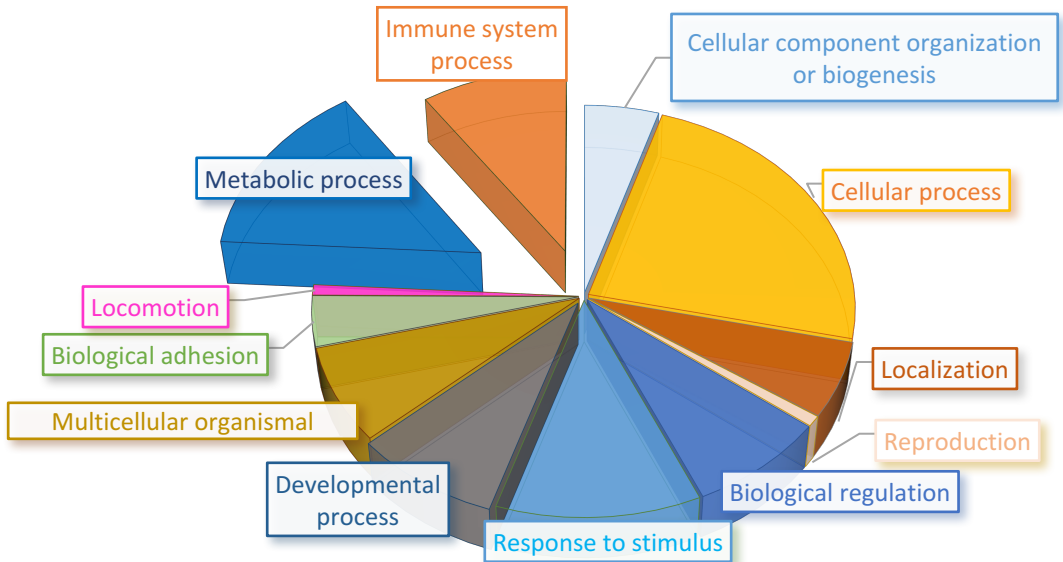 Immune system
process
Cellular component organization
or biogenesis
Metabolic process
Cellular process
Locomotion
Biological adhesion
Localization
Multicellular organismal
Reproduction
Developmental
process
Biological regulation
Response to stimulus